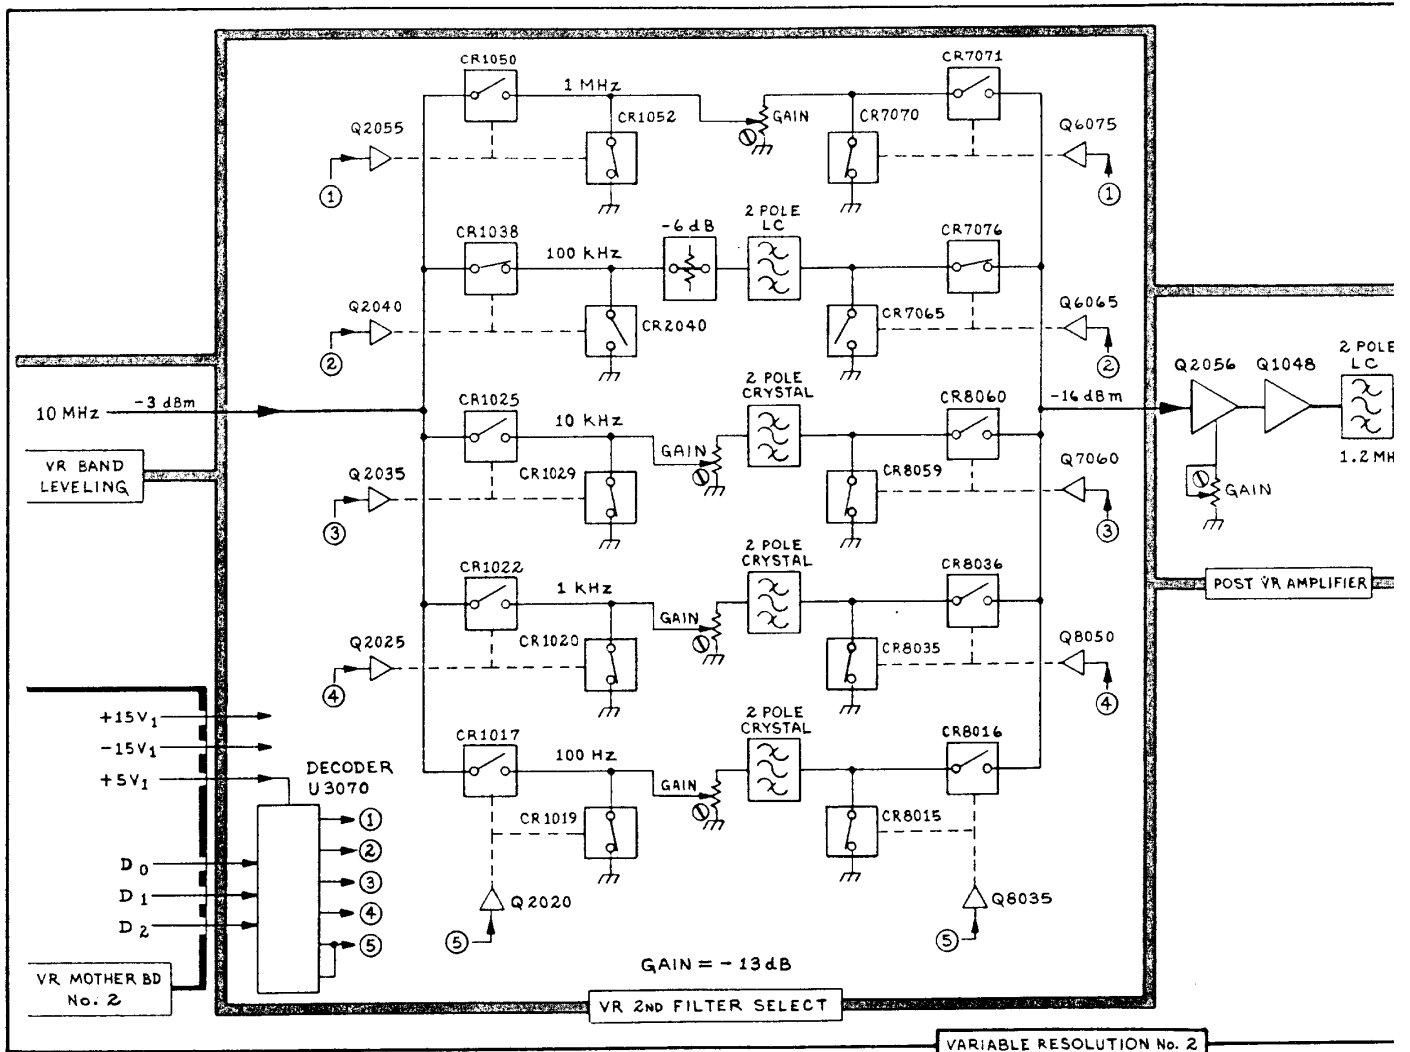 CR1050
1 MHz
CR7071
Q2055
CR1052
GAIN
CR7070
Q6075
1
1
CR1038
100 kHz
-6 dB
2 POLE
LC
CR7076
Q2040
CR2040
CR7065
Q6065
2
2
10 MHz
-3 dBm
CR1025
10 kHz
2 POLE
CRYSTAL
CR8060
-16 dBm
Q2056
Q1048
2 POLE
LC
1.2 MH
VR BAND
LEVELING
Q2035
CR1029
GAIN
CR8059
Q7060
GAIN
3
3
CR1022
1 kHz
2 POLE
CRYSTAL
CR8036
POST VR AMPLIFIER
Q2025
CR1020
GAIN
CR8035
Q8050
4
4
+15V1
-15V1
+5V1
DECODER
U3070
CR1017
100 Hz
2 POLE
CRYSTAL
CR8016
CR1019
GAIN
CR8015
1
2
3
4
5
D0
D1
D2
Q2020
Q8035
5
5
VR MOTHER BD
No. 2
GAIN = -13dB
VR 2ND FILTER SELECT
VARIABLE RESOLUTION No. 2